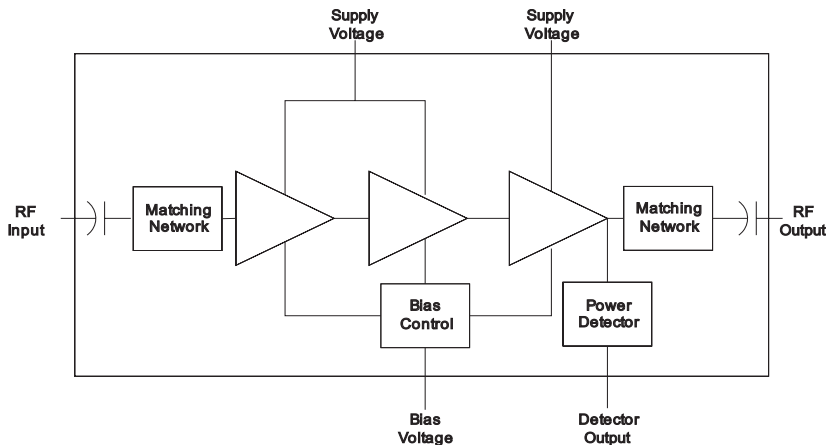 Supply
Voltage
Supply
Voltage
RF
Input
Matching
Network
Matching
Network
RF
Output
Bias
Control
Power
Detector
Bias
Voltage
Detector
Output